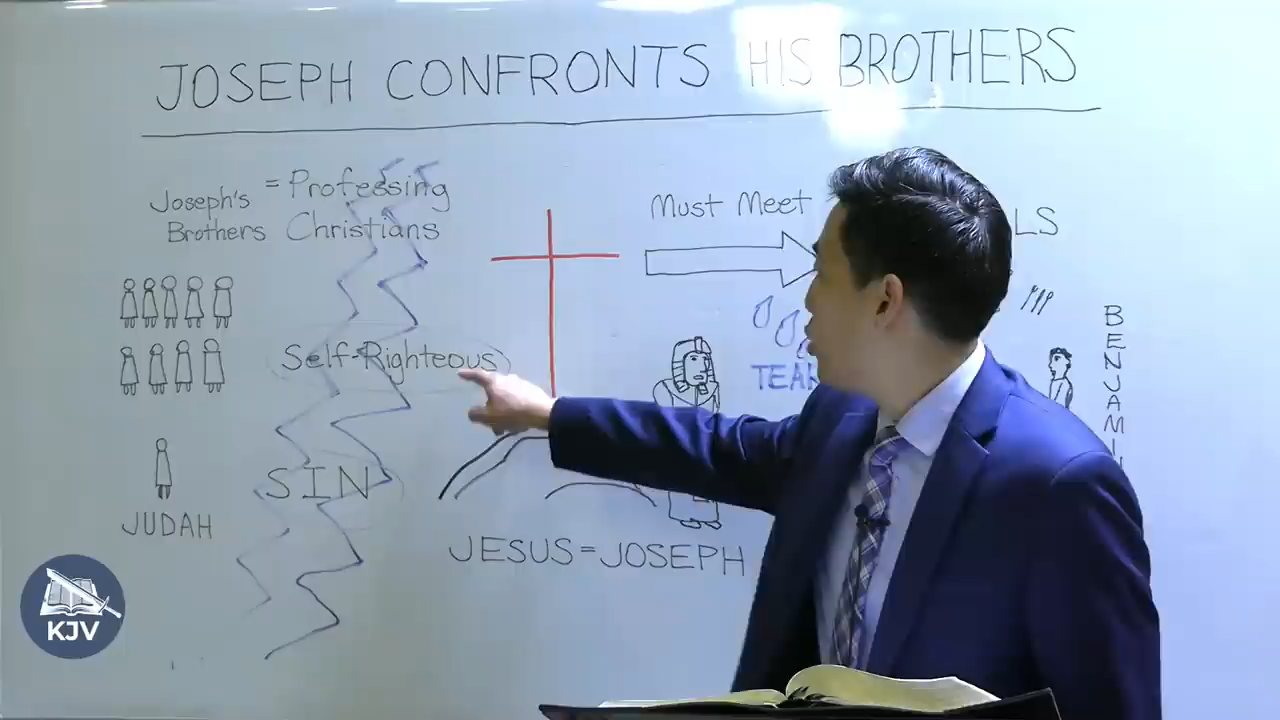 JOSEPH CONFRONTS HIS BROTHERS
Joseph's = Professing
Brothers Christians
Must Meet
Self-Righteous
SIN
JUDAH
JESUS=JOSEPH
KJV